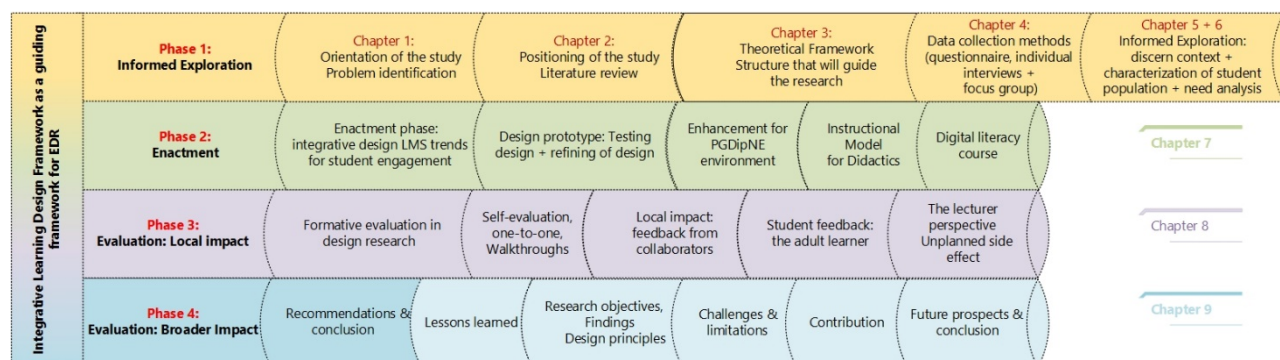 Integrative Learning Design Framework as a guiding
framework for EDR
Phase 1:
Informed Exploration
Chapter 1:
Orientation of the study
Problem identification
Chapter 2:
Positioning of the study
Literature review
Chapter 3:
Theoretical Framework
Structure that will guide
the research
Chapter 4:
Data collection methods
(questionnaire, individual
interviews +
focus group)
Chapter 5 + 6
Informed Exploration:
discern context +
characterization of student
population + need analysis
Phase 2:
Enactment
Enactment phase:
integrative design LMS trends
for student engagement
Design prototype: Testing
design + refining of design
Enhancement for
PGDipNE
environment
Instructional
Model
for Didactics
Digital literacy
course
Chapter 7
Phase 3:
Evaluation: Local impact
Formative evaluation in
design research
Self-evaluation,
one-to-one,
Walkthroughs
Local impact:
feedback from
collaborators
Student feedback:
the adult learner
The lecturer
perspective
Unplanned side
effect
Chapter 8
Phase 4:
Evaluation: Broader Impact
Recommendations &
conclusion
Lessons learned
Research objectives,
Findings
Design principles
Challenges &
limitations
Contribution
Future prospects &
conclusion
Chapter 9